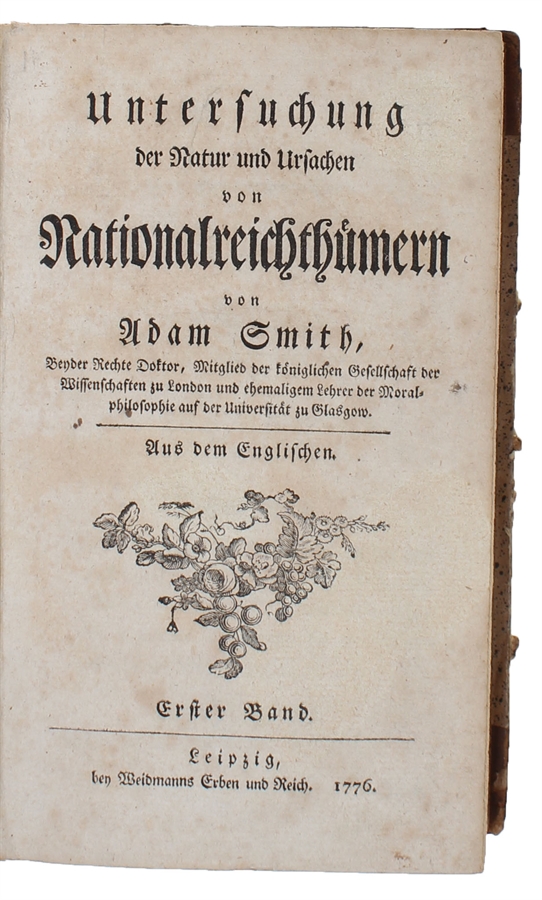 Untersuchung
der Natur und Ursachen
von
Nationalreichthümern
von
Adam Smith,
Beyder Rechte Doktor, Mitglied der königlichen Gesellschaft der
Wissenschaften zu London und ehemaligem Lehrer der Moral-
philosophie auf der Universität zu Glasgow.
Aus dem Englischen.
Erster Band.
Leipzig,
bey Weidmanns Erben und Reich. 1776.